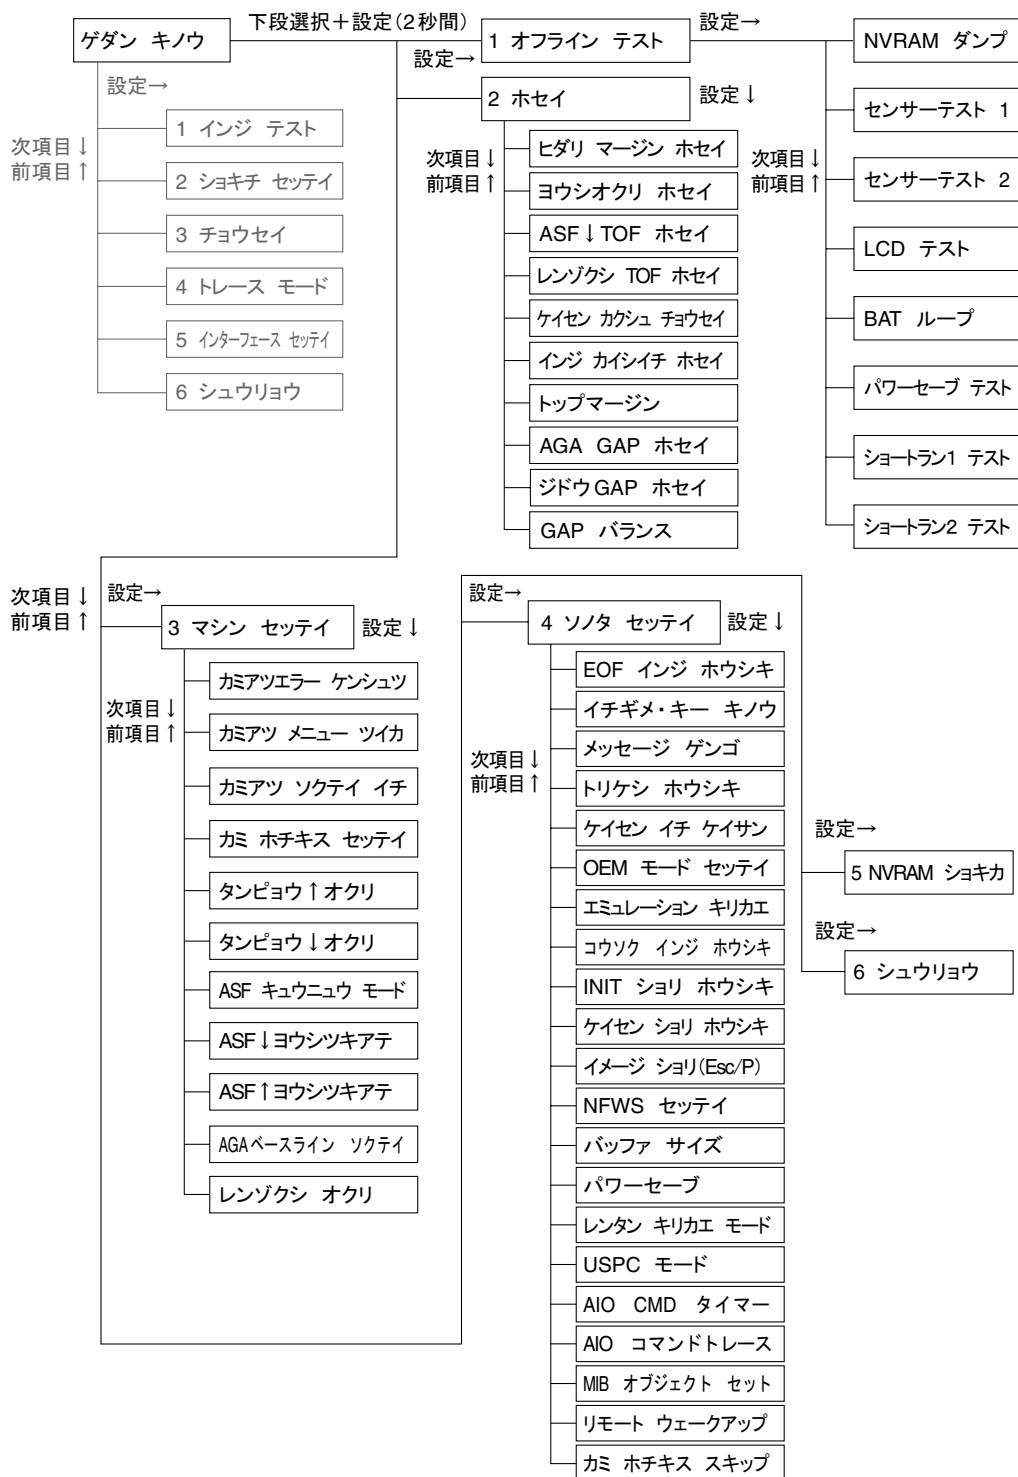 ゲダン キノウ
下段選択＋設定(2秒間)
設定→
1 オフライン テスト
設定→
NVRAM ダンプ
センサーテスト 1
センサーテスト 2
LCD テスト
BAT ループ
パワーセーブ テスト
ショートラン1 テスト
ショートラン2 テスト
次項目↓
前項目↑
設定→
次項目↓
前項目↑
1 インジ テスト
2 ショキチ セッテイ
3 チョウセイ
4 トレース モード
5 インターフェース セッテイ
6 シュウリョウ
2 ホセイ
設定↓
次項目↓
前項目↑
ヒダリ マージン ホセイ
ヨウシオクリ ホセイ
ASF↓TOF ホセイ
レンゾクシ TOF ホセイ
ケイセン カクシュ チョウセイ
インジ カイシイチ ホセイ
トップマージン
AGA GAP ホセイ
ジドウGAP ホセイ
GAP バランス
次項目↓
前項目↑
設定→
3 マシン セッテイ
設定↓
次項目↓
前項目↑
カミアツエラー ケンシュツ
カミアツ メニュー ツイカ
カミアツ ソクテイ イチ
カミ ホチキス セッテイ
タンピョウ↑オクリ
タンピョウ↓オクリ
ASF キュウニュウ モード
ASF↓ヨウシツキアテ
ASF↑ヨウシツキアテ
AGAベースライン ソクテイ
レンゾクシ オクリ
設定→
4 ソノタ セッテイ
設定↓
次項目↓
前項目↑
EOF インジ ホウシキ
イチギメ・キー キノウ
メッセージ ゲンゴ
トリケシ ホウシキ
ケイセン イチ ケイサン
OEM モード セッテイ
エミュレーション キリカエ
コウソク インジ ホウシキ
INIT ショリ ホウシキ
ケイセン ショリ ホウシキ
イメージ ショリ(Esc/P)
NFWS セッテイ
バッファ サイズ
パワーセーブ
レンタン キリカエ モード
USPC モード
AIO CMD タイマー
AIO コマンドトレース
MIB オブジェクト セット
リモート ウェークアップ
カミ ホチキス スキップ
設定→
5 NVRAM ショキカ
設定→
6 シュウリョウ